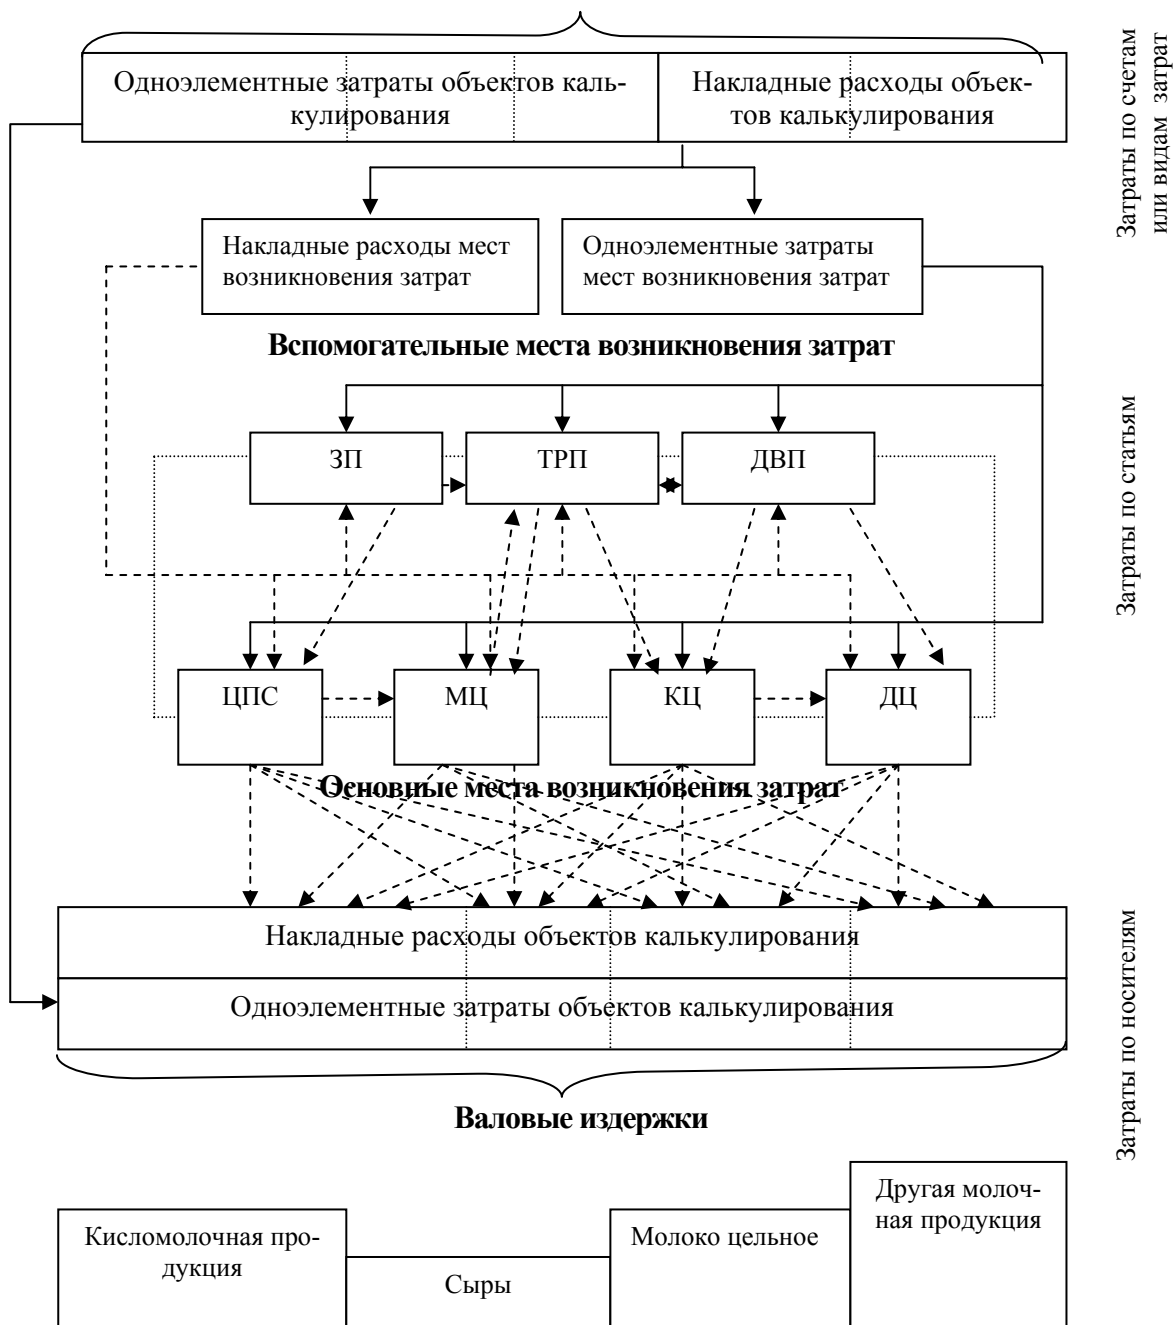 Одноэлементные затраты объектов каль-
кулирования
Накладные расходы объек-
тов калькулирования
Затраты по счетам
или видам затрат
Накладные расходы мест
возникновения затрат
Одноэлементные затраты
мест возникновения затрат
Вспомогательные места возникновения затрат
ЗП
ТРП
ДВП
Затраты по статьям
ЦПС
МЦ
КЦ
ДЦ
Основные места возникновения затрат
Накладные расходы объектов калькулирования
Одноэлементные затраты объектов калькулирования
Затраты по носителям
Валовые издержки
Кисломолочная про-
дукция
Сыры
Молоко цельное
Другая молоч-
ная продукция